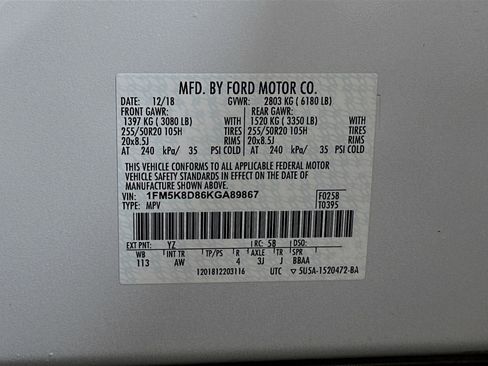 MFD. BY FORD MOTOR CO.
DATE: 12/18 GVWR: 2803 KG ( 6180 LB)
FRONT GAWR: REAR GAWR:
1397 KG ( 3080 LB) WITH 1520 KG ( 3350 LB) WITH
255/50R20 105H TIRES 255/50R20 105H TIRES
20x8.5J RIMS 20x8.5J RIMS
AT 240 kPa/ 35 PSI COLD AT 240 kPa/ 35 PSI COLD
THIS VEHICLE CONFORMS TO ALL APPLICABLE FEDERAL MOTOR
VEHICLE SAFETY STANDARDS IN EFFECT ON THE DATE OF
MANUFACTURE SHOWN ABOVE.
VIN: 1FM5K8D86KGA89867 F0258
TYPE: MPV T0395
EXT PNT: YZ RC: 58 DSO:
WB INT TR TP/PS R AXLE TR SPR
113 AW 4 3J J BBAA
1201812203116 UTC ▽ 5U5A-1520472-BA